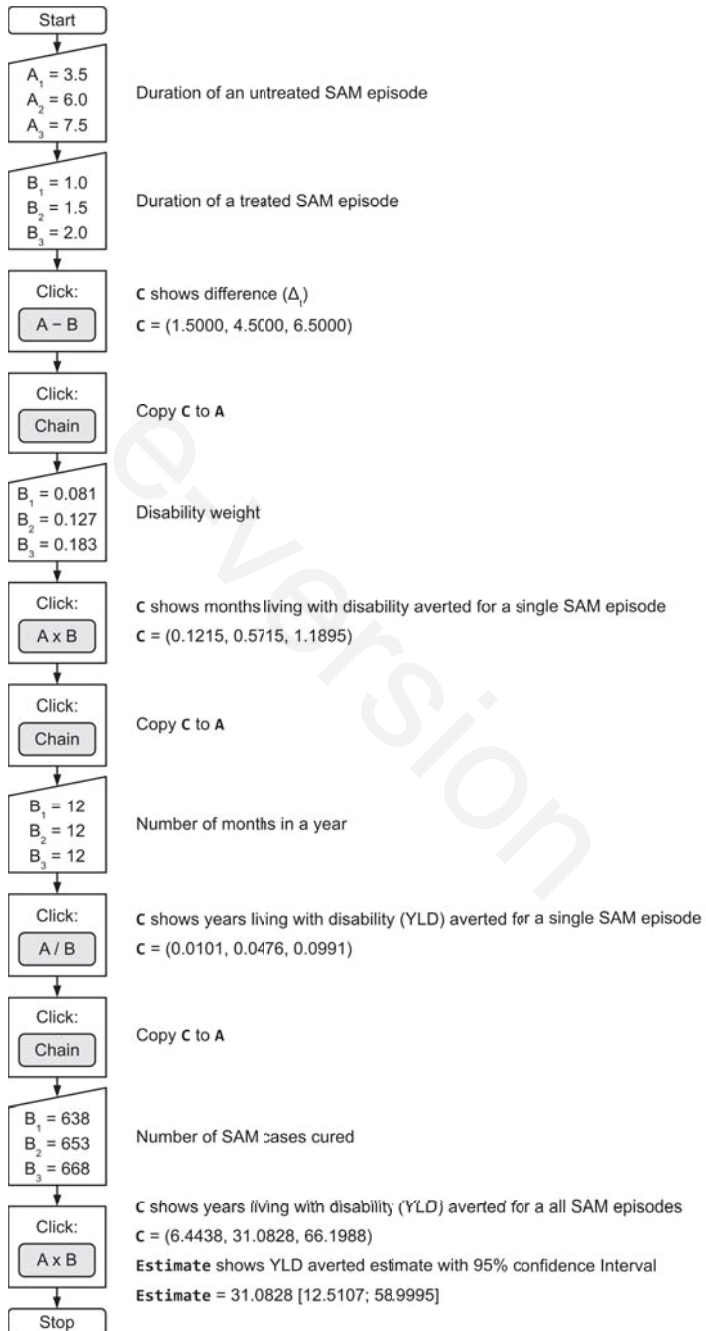 Start
A₁ = 3.5
A₂ = 6.0
A₃ = 7.5
Duration of an untreated SAM episode
B₁ = 1.0
B₂ = 1.5
B₃ = 2.0
Duration of a treated SAM episode
Click:
A − B
C shows difference (Δₜ)
C = (1.5000, 4.5000, 6.5000)
Click:
Chain
Copy C to A
B₁ = 0.081
B₂ = 0.127
B₃ = 0.183
Disability weight
Click:
A x B
C shows months living with disability averted for a single SAM episode
C = (0.1215, 0.5715, 1.1895)
Click:
Chain
Copy C to A
B₁ = 12
B₂ = 12
B₃ = 12
Number of months in a year
Click:
A / B
C shows years living with disability (YLD) averted for a single SAM episode
C = (0.0101, 0.0476, 0.0991)
Click:
Chain
Copy C to A
B₁ = 638
B₂ = 653
B₃ = 668
Number of SAM cases cured
Click:
A x B
C shows years living with disability (YLD) averted for a all SAM episodes
C = (6.4438, 31.0828, 66.1988)
Estimate shows YLD averted estimate with 95% confidence Interval
Estimate = 31.0828 [12.5107; 58.9995]
Stop
e-version